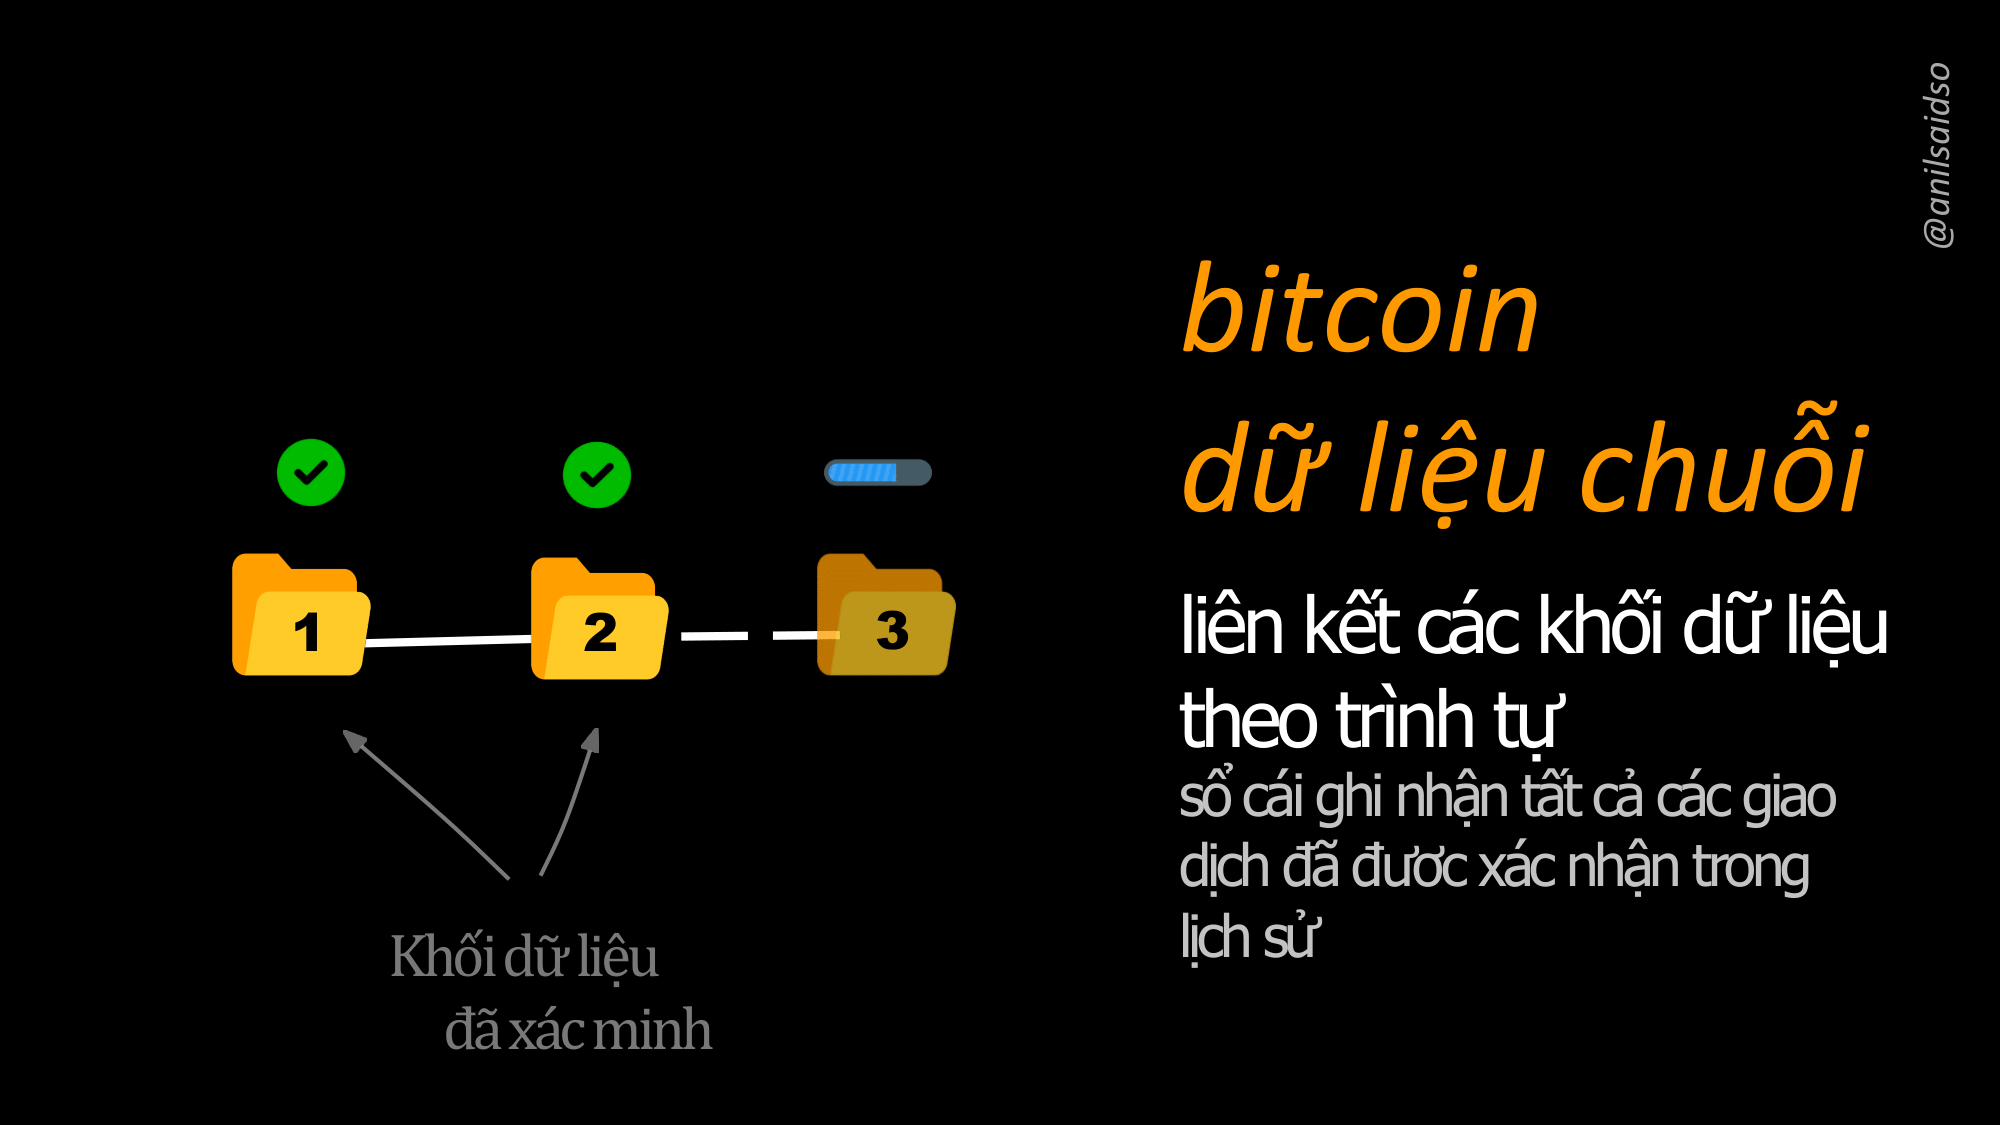 @anilsaidso
bitcoin
dữ liệu chuỗi
liên kết các khối dữ liệu
theo trình tự
sổ cái ghi nhận tất cả các giao
dịch đã đươc xác nhận trong
lịch sử
1
2
3
Khối dữ liệu
đã xác minh